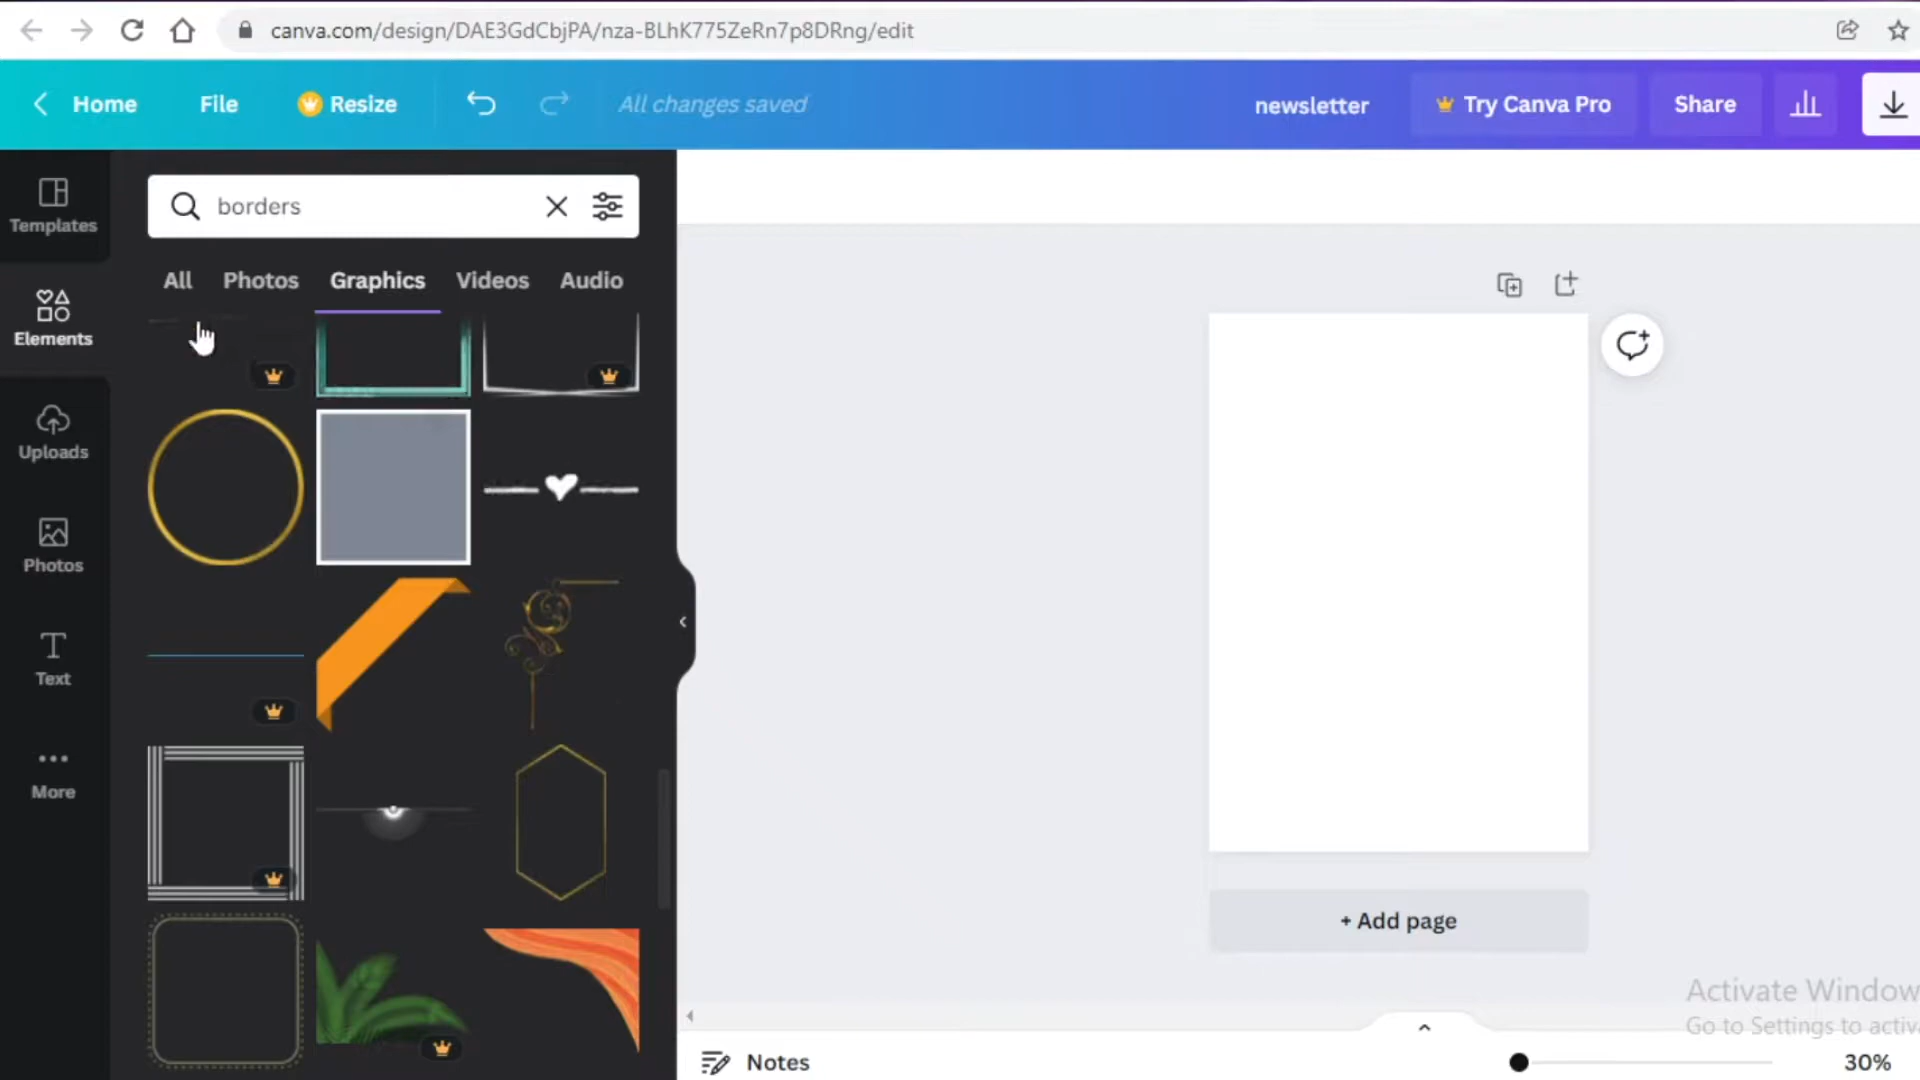 canva.com/design/DAE3GdCbjPA/nza-BLhK775ZeRn7p8DRng/edit
Home File Resize All changes saved newsletter Try Canva Pro Share
Templates
Elements
Uploads
Photos
Text
More
borders
All Photos Graphics Videos Audio
+ Add page
Activate Window
Go to Settings to activa
Notes
30%